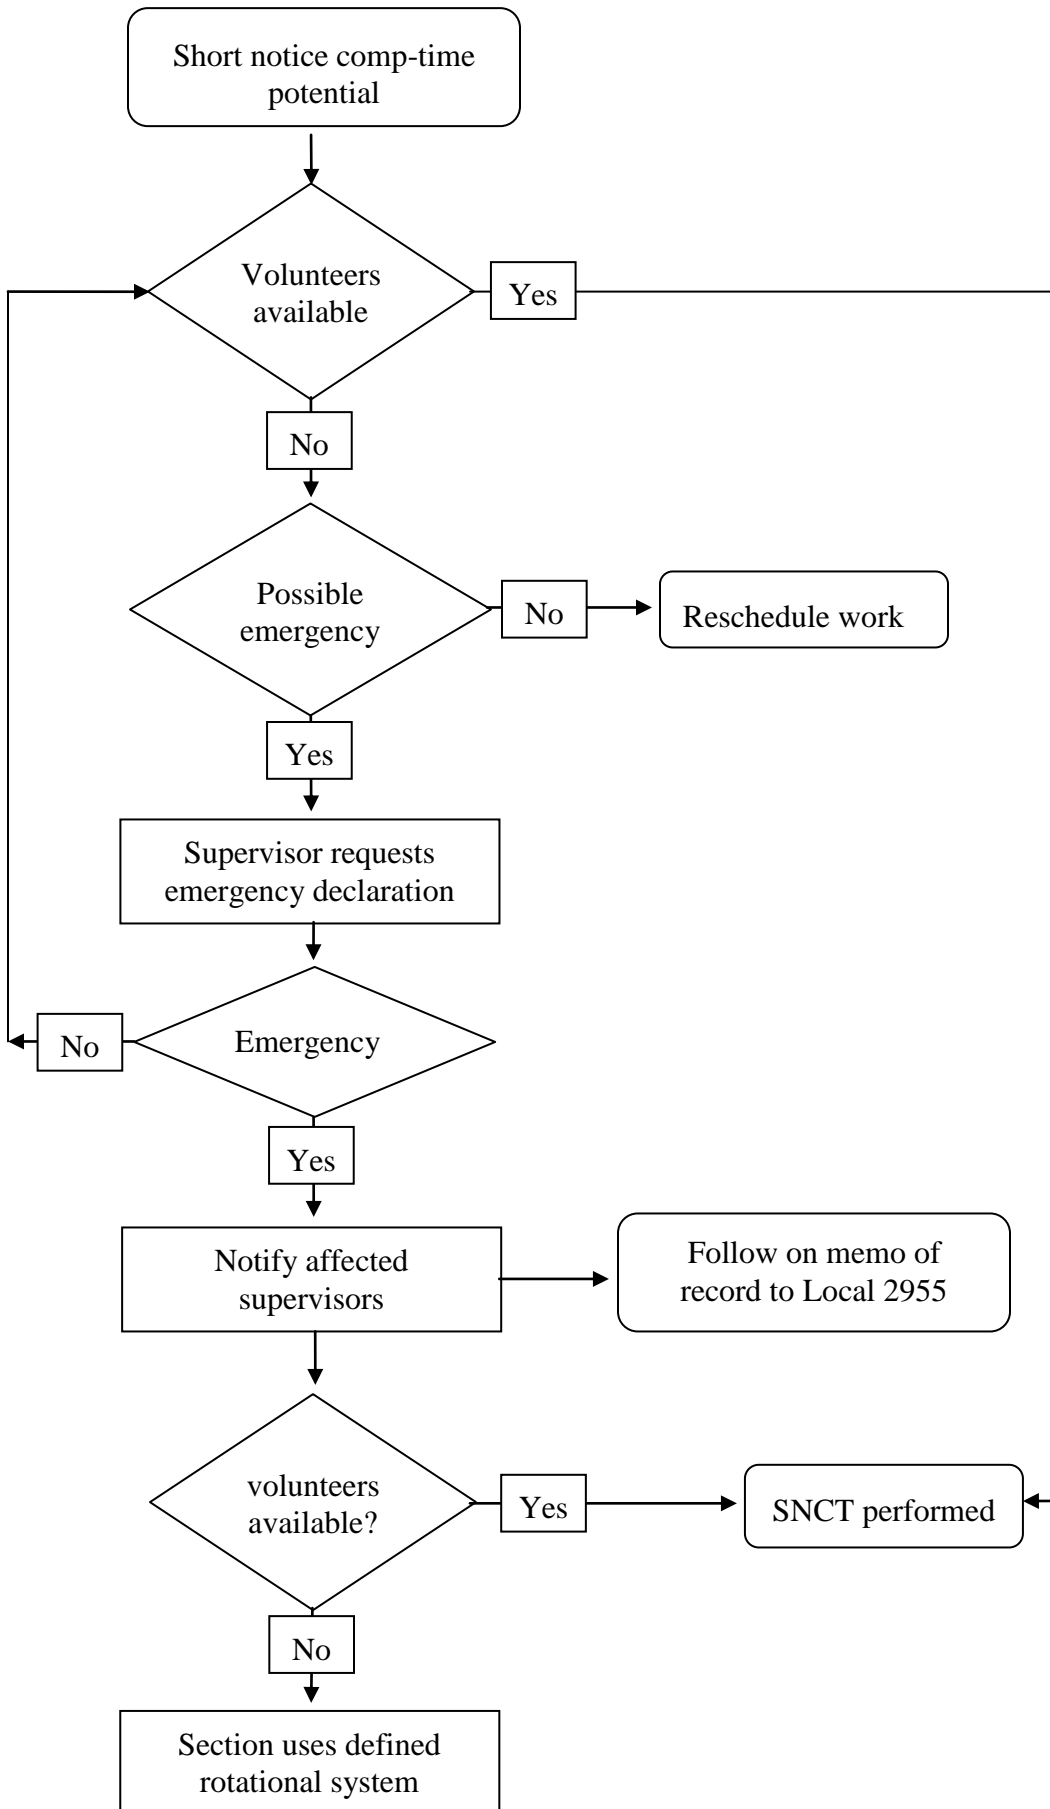 Short notice comp-time
potential
Volunteers
available
Yes
No
Possible
emergency
No
Reschedule work
Yes
Supervisor requests
emergency declaration
Emergency
No
Yes
Notify affected
supervisors
Follow on memo of
record to Local 2955
volunteers
available?
Yes
SNCT performed
No
Section uses defined
rotational system